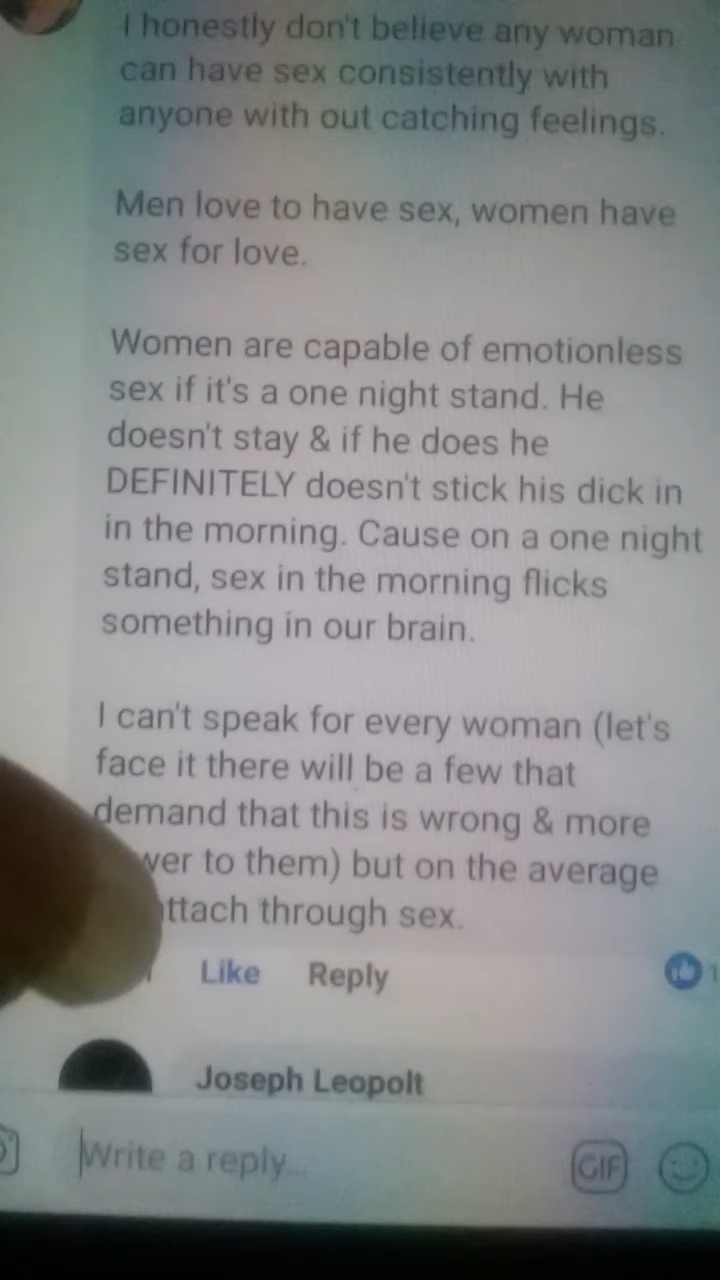 I honestly don't believe any woman
can have sex consistently with
anyone with out catching feelings.
Men love to have sex, women have
sex for love.
Women are capable of emotionless
sex if it's a one night stand. He
doesn't stay & if he does he
DEFINITELY doesn't stick his dick in
in the morning. Cause on a one night
stand, sex in the morning flicks
something in our brain.
I can't speak for every woman (let's
face it there will be a few that
demand that this is wrong & more
to them) but on the average
through sex.
Like Reply
Joseph Leopolt
Write a reply...
GIF